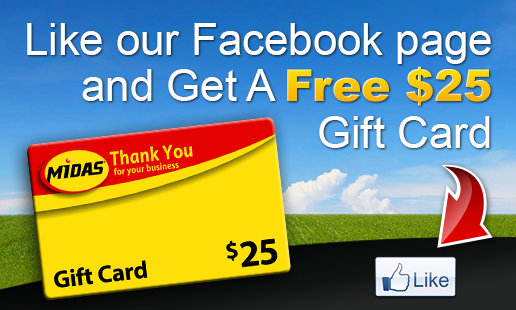 Like our Facebook page
and Get A Free $25
Gift Card
MIDAS
Thank You
for your business
$25
Gift Card
Like